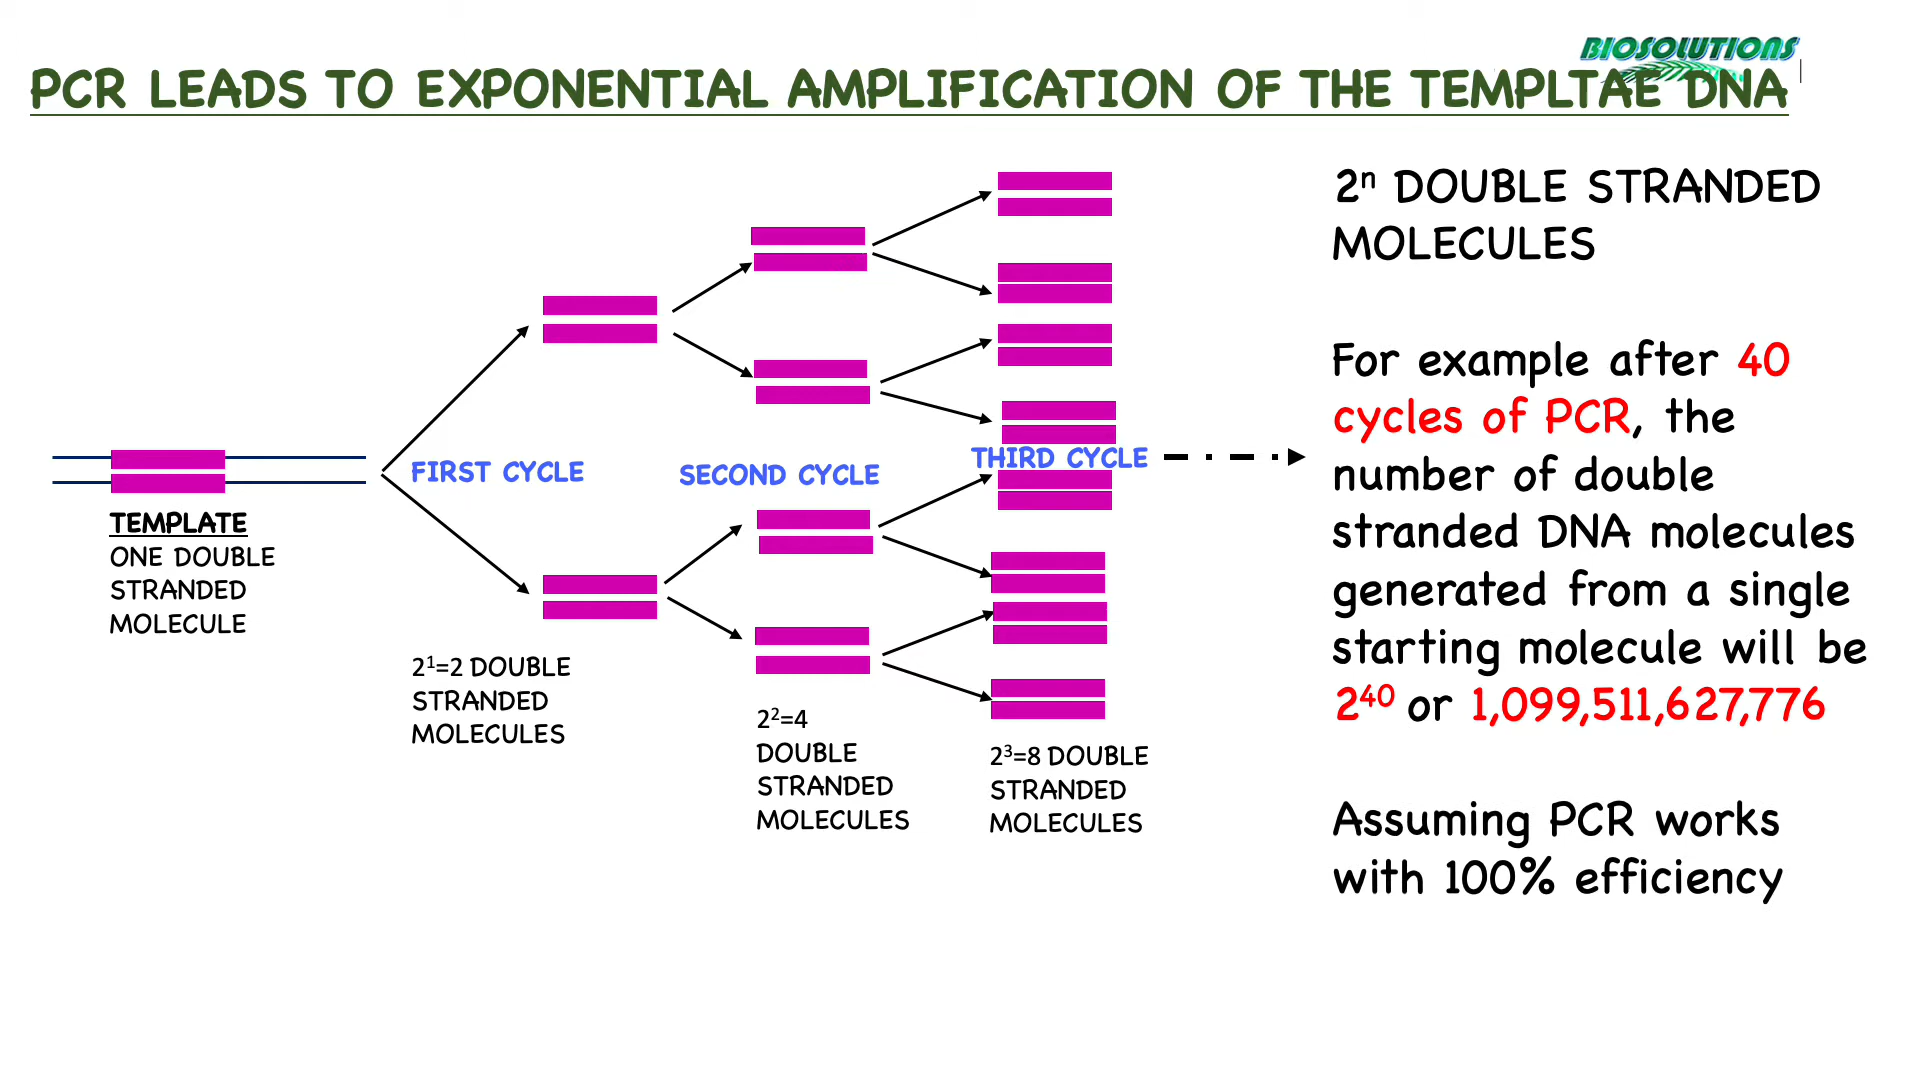 BIOSOLUTIONS
PCR LEADS TO EXPONENTIAL AMPLIFICATION OF THE TEMPLTAE DNA
TEMPLATE
ONE DOUBLE
STRANDED
MOLECULE
FIRST CYCLE
2¹=2 DOUBLE
STRANDED
MOLECULES
SECOND CYCLE
2²=4
DOUBLE
STRANDED
MOLECULES
THIRD CYCLE
2³=8 DOUBLE
STRANDED
MOLECULES
2ⁿ DOUBLE STRANDED
MOLECULES
For example after 40
cycles of PCR, the
number of double
stranded DNA molecules
generated from a single
starting molecule will be
2⁴⁰ or 1,099,511,627,776
Assuming PCR works
with 100% efficiency